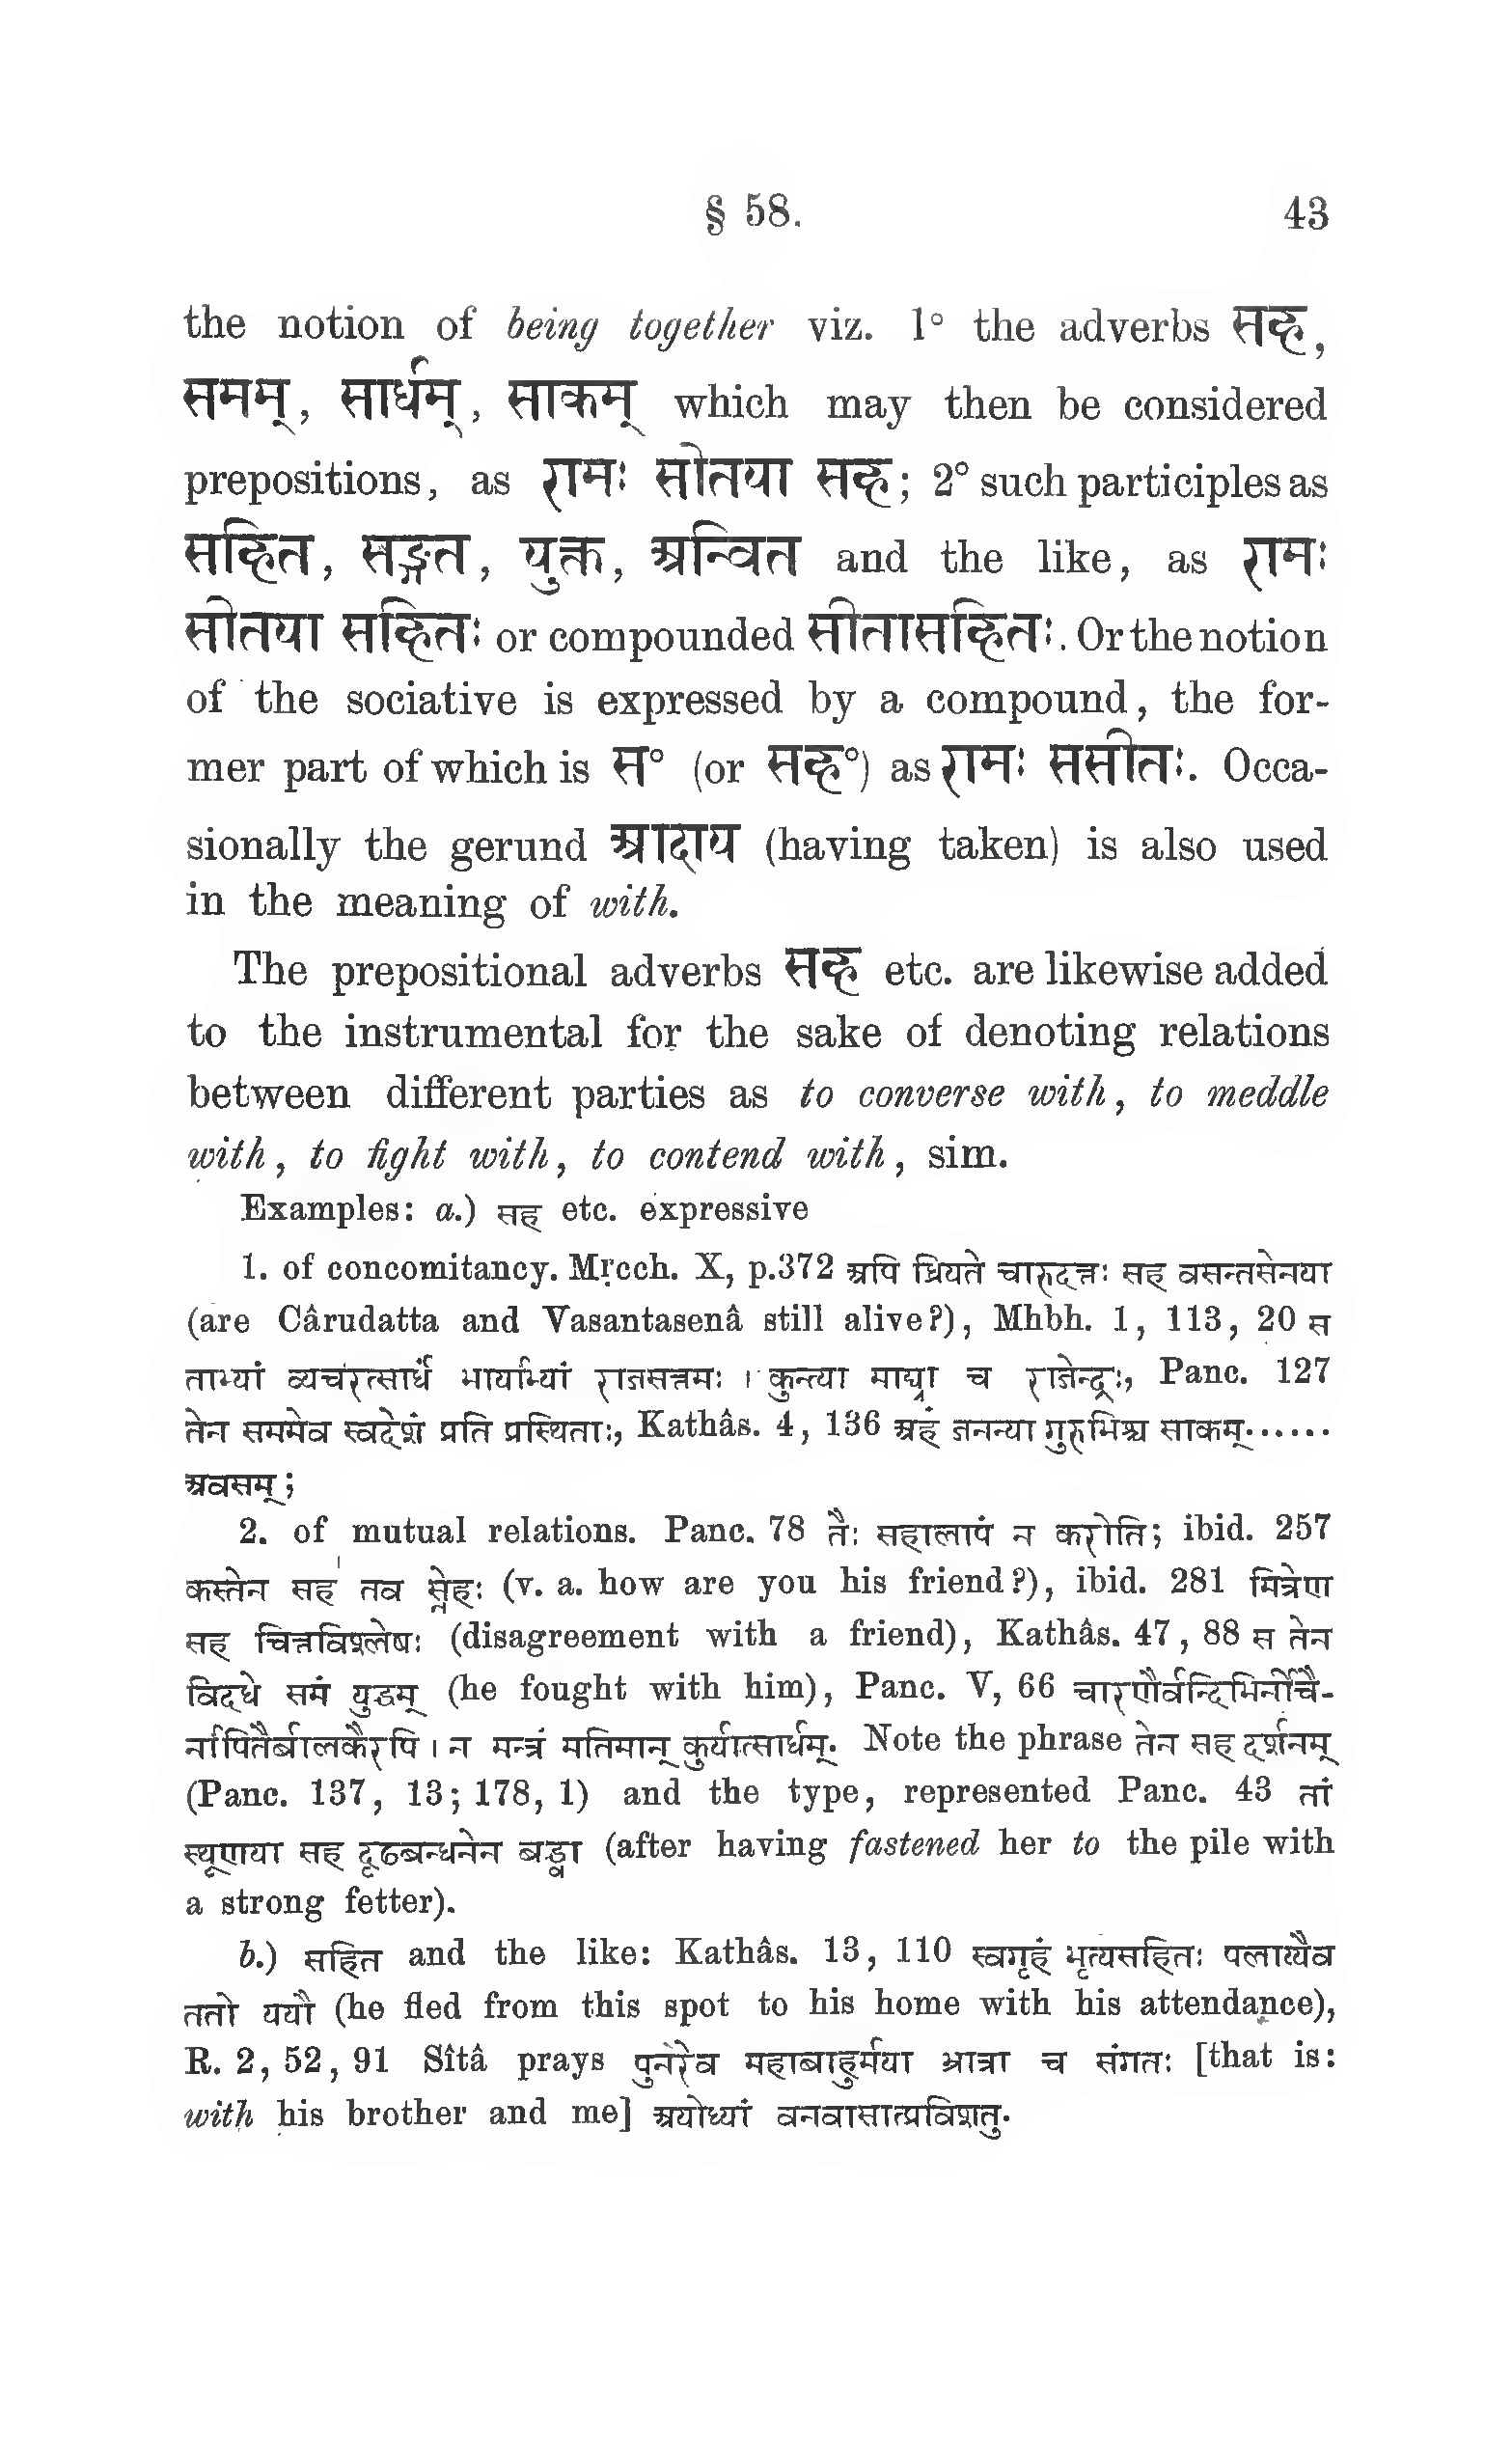 § 58. 43
the notion of being together viz. 1° the adverbs सह,
समम्, सार्धम्, साकम् which may then be considered
prepositions, as रामः सीतया सह; 2° such participles as
सहित, सङ्गत, युक्त, अन्वित and the like, as रामः
सीतया सहितः or compounded सीतासहितः. Or the notion
of the sociative is expressed by a compound, the for-
mer part of which is स° (or सह°) as रामः ससीतः. Occa-
sionally the gerund आदाय (having taken) is also used
in the meaning of with.
The prepositional adverbs सह etc. are likewise added
to the instrumental for the sake of denoting relations
between different parties as to converse with, to meddle
with, to fight with, to contend with, sim.
Examples: a.) सह etc. expressive
1. of concomitancy. Mṛcch. X, p.372 अपि ध्रियते चारुदत्तः सह वसन्तसेनया
(are Cârudatta and Vasantasenâ still alive?), Mhbh. 1, 113, 20 स
ताभ्यां व्यचरत्सार्धं भार्याभ्यां राजसत्तमः । कुन्त्या माद्र्या च राजेन्द्रः, Panc. 127
तेन सममेव स्वदेशं प्रति प्रस्थिताः, Kathâs. 4, 136 अहं जनन्या गुरुभिश्च साकम्......
अवसम्;
2. of mutual relations. Panc. 78 तैः सहालापं न करोति; ibid. 257
कस्तेन सह तव स्नेहः (v. a. how are you his friend?), ibid. 281 मित्रेण
सह चित्तविश्लेषः (disagreement with a friend), Kathâs. 47, 88 स तेन
विदधे समं युद्धम् (he fought with him), Panc. V, 66 चारणैर्वन्दिभिर्नीचै-
र्नापितैर्बालकैरपि । न मन्त्रं मतिमान् कुर्यात्सार्धम्. Note the phrase तेन सह दर्शनम्
(Panc. 137, 13; 178, 1) and the type, represented Panc. 43 तां
स्थूणया सह दृढबन्धनेन बद्ध्वा (after having fastened her to the pile with
a strong fetter).
b.) सहित and the like: Kathâs. 13, 110 स्वगृहं भृत्यसहितः पलाय्यैव
ततो ययौ (he fled from this spot to his home with his attendance),
R. 2, 52, 91 Sîtâ prays पुनरेव महाबाहुर्मया भ्रात्रा च संगतः [that is:
with his brother and me] अयोध्यां वनवासात्प्रविशतु.